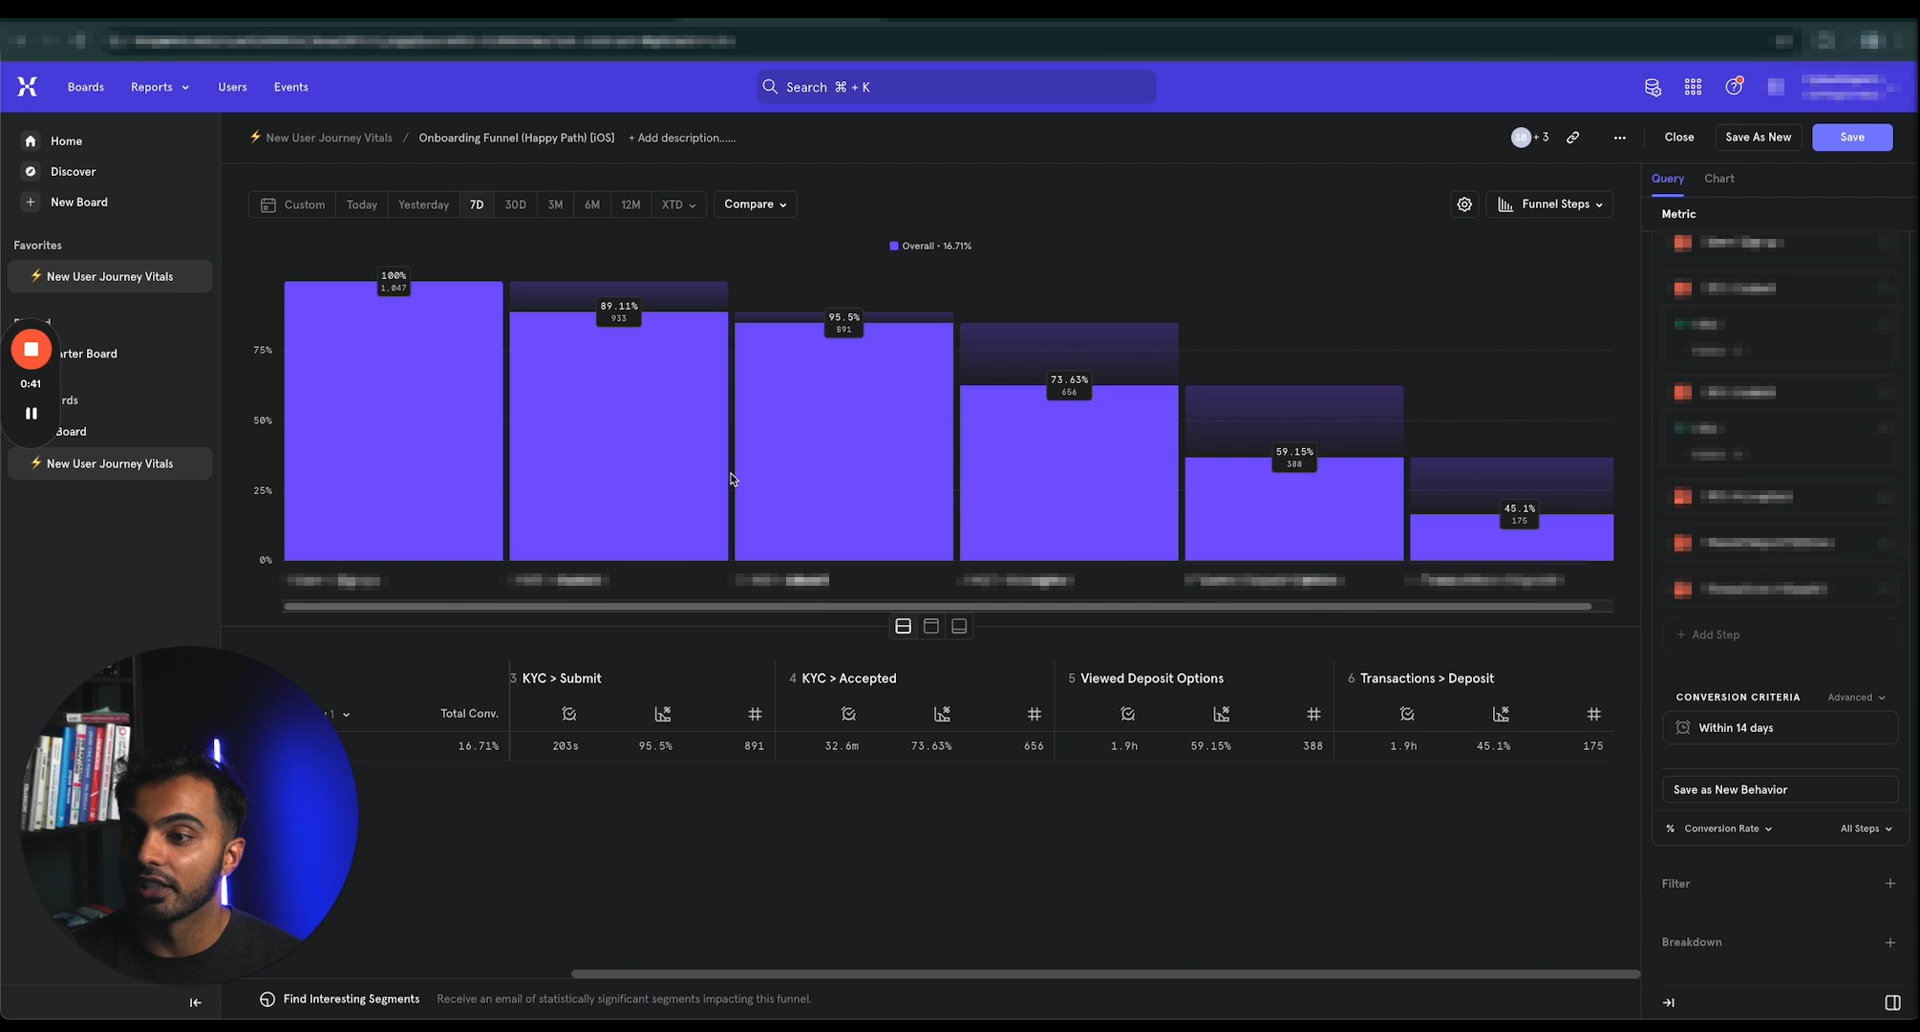 Boards
Reports
Users
Events
Search ⌘ + K
Home
Discover
New Board
Favorites
⚡ New User Journey Vitals
arter Board
rds
Board
⚡ New User Journey Vitals
0:41
⚡ New User Journey Vitals / Onboarding Funnel (Happy Path) [iOS] + Add description......
+ 3
Close
Save As New
Save
Custom
Today
Yesterday
7D
30D
3M
6M
12M
XTD
Compare
Funnel Steps
Overall • 16.71%
75%
50%
25%
0%
100%
1,047
89.11%
933
95.5%
891
73.63%
656
59.15%
388
45.1%
175
3 KYC > Submit
4 KYC > Accepted
5 Viewed Deposit Options
6 Transactions > Deposit
Total Conv.
16.71% 203s 95.5% 891 32.6m 73.63% 656 1.9h 59.15% 388 1.9h 45.1% 175
Find Interesting Segments Receive an email of statistically significant segments impacting this funnel.
Query
Chart
Metric
+ Add Step
CONVERSION CRITERIA
Advanced
Within 14 days
Save as New Behavior
% Conversion Rate
All Steps
Filter +
Breakdown +